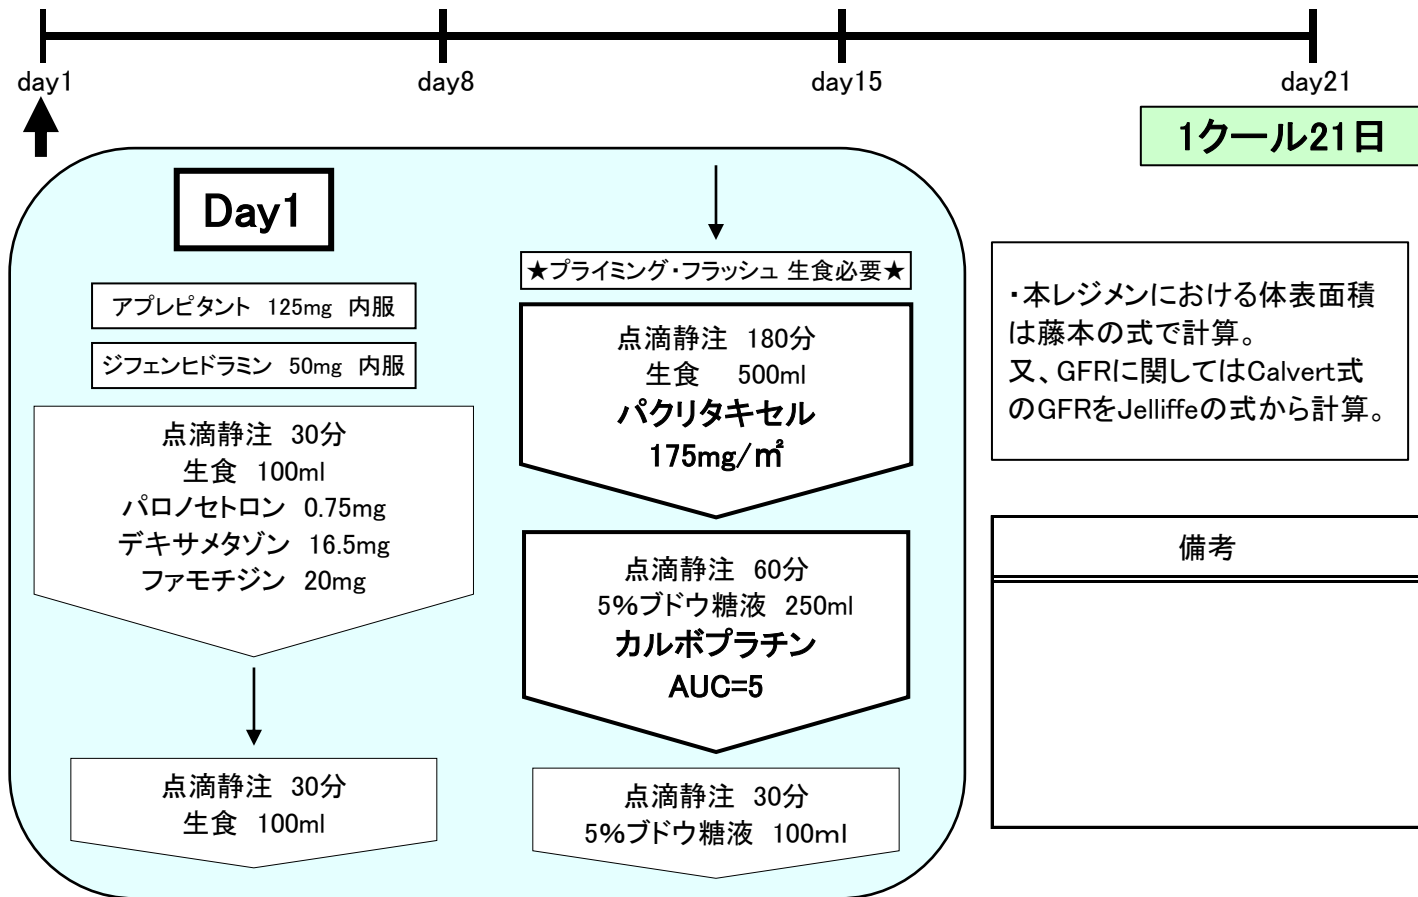 day1
day8
day15
day21
1クール21日
Day1
アプレピタント 125mg 内服
ジフェンヒドラミン 50mg 内服
点滴静注 30分
生食 100ml
パロノセトロン 0.75mg
デキサメタゾン 16.5mg
ファモチジン 20mg
点滴静注 30分
生食 100ml
★プライミング・フラッシュ 生食必要★
点滴静注 180分
生食 500ml
パクリタキセル
175mg/㎡
点滴静注 60分
5%ブドウ糖液 250ml
カルボプラチン
AUC=5
点滴静注 30分
5%ブドウ糖液 100ml
・本レジメンにおける体表面積
は藤本の式で計算。
又、GFRに関してはCalvert式
のGFRをJelliffeの式から計算。
備考